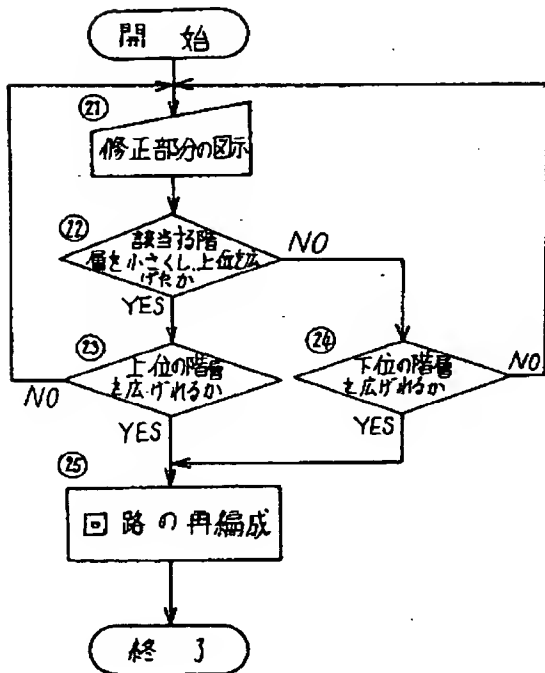 開 始
㉑
修正部分の図示
㉒
該当する階
層を小さくし、上位を広
げたか
NO
YES
㉓
上位の階層
を広げれるか
NO
YES
㉔
下位の階層
を広げれるか
NO
YES
㉕
回路の再編成
終 了